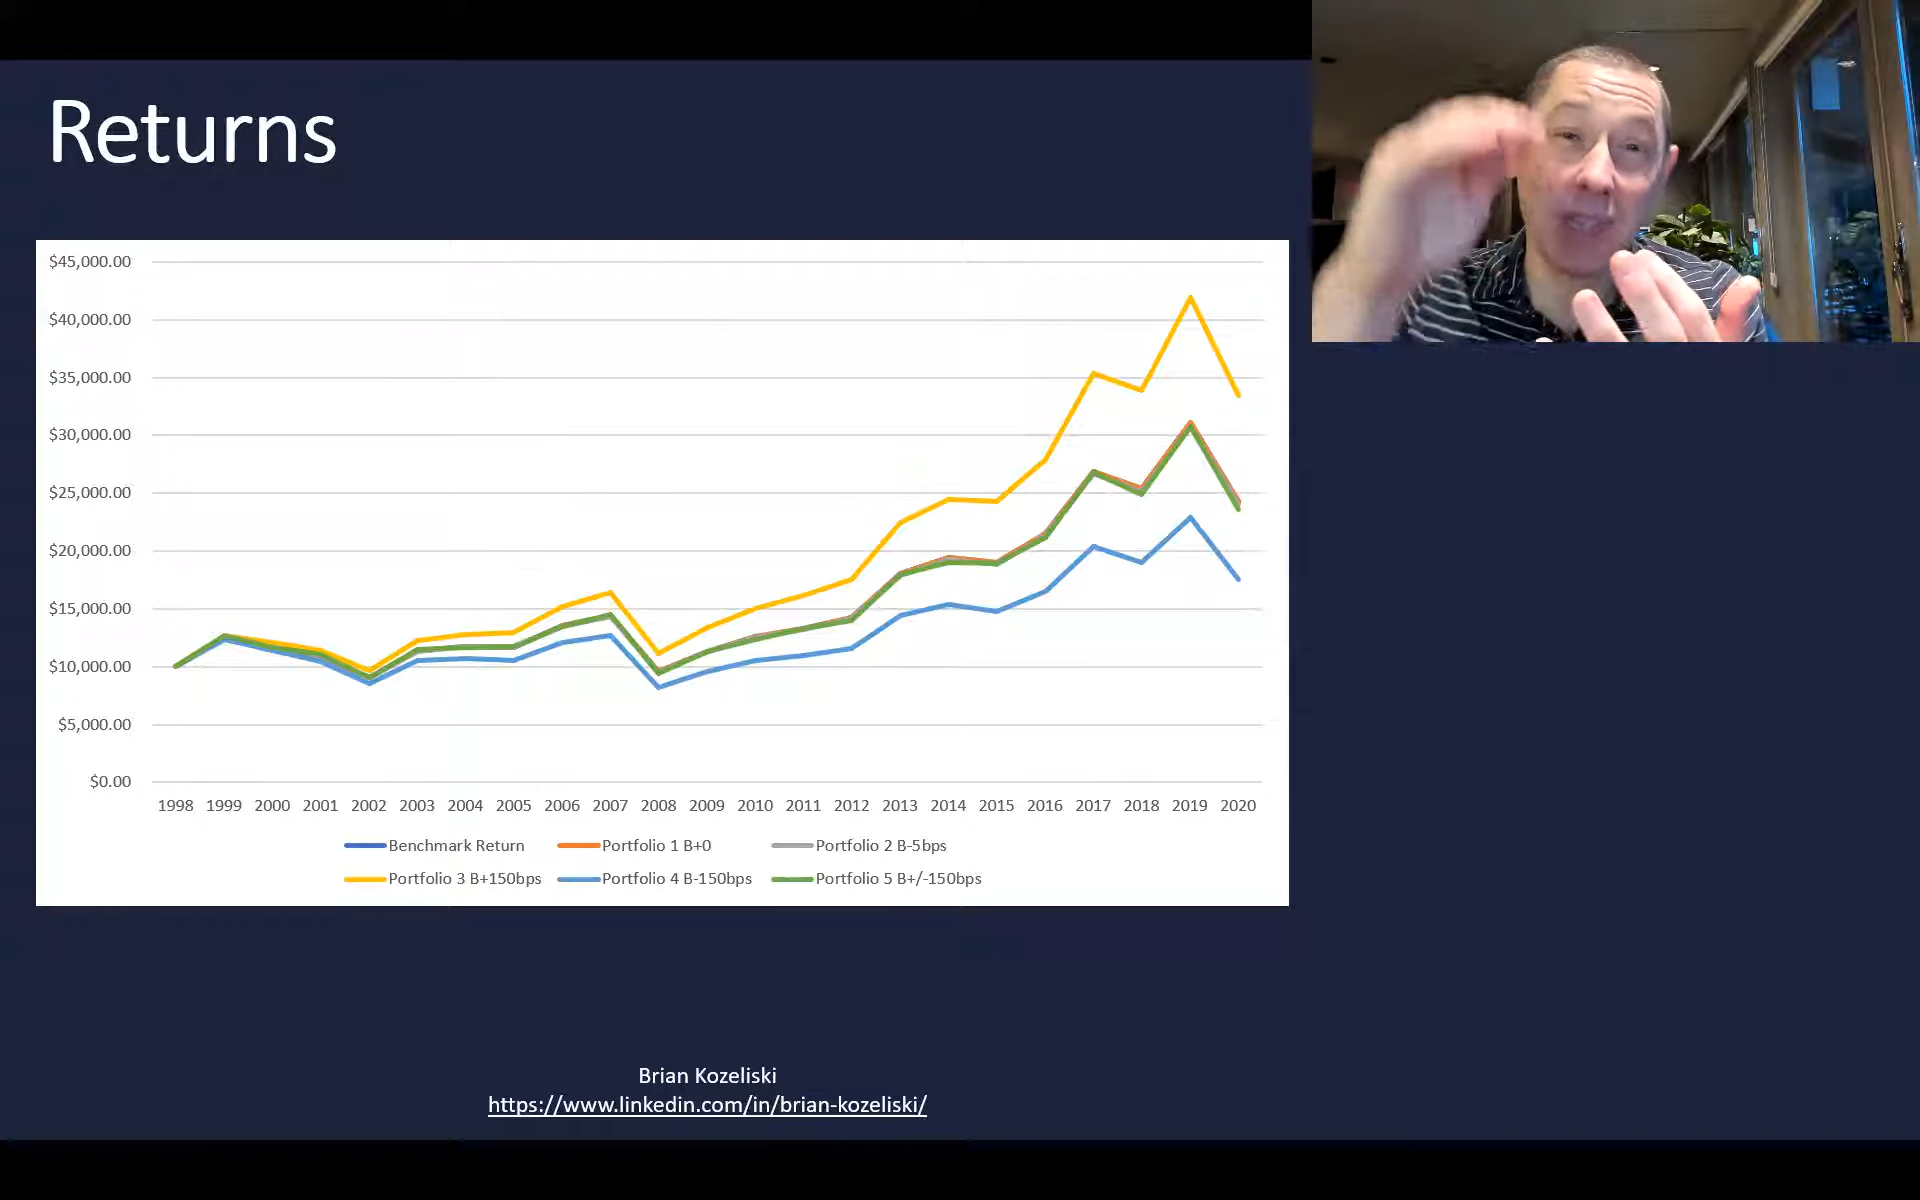 Returns
$45,000.00
$40,000.00
$35,000.00
$30,000.00
$25,000.00
$20,000.00
$15,000.00
$10,000.00
$5,000.00
$0.00
1998 1999 2000 2001 2002 2003 2004 2005 2006 2007 2008 2009 2010 2011 2012 2013 2014 2015 2016 2017 2018 2019 2020
Benchmark Return Portfolio 1 B+0 Portfolio 2 B-5bps
Portfolio 3 B+150bps Portfolio 4 B-150bps Portfolio 5 B+/-150bps
Brian Kozeliski
https://www.linkedin.com/in/brian-kozeliski/